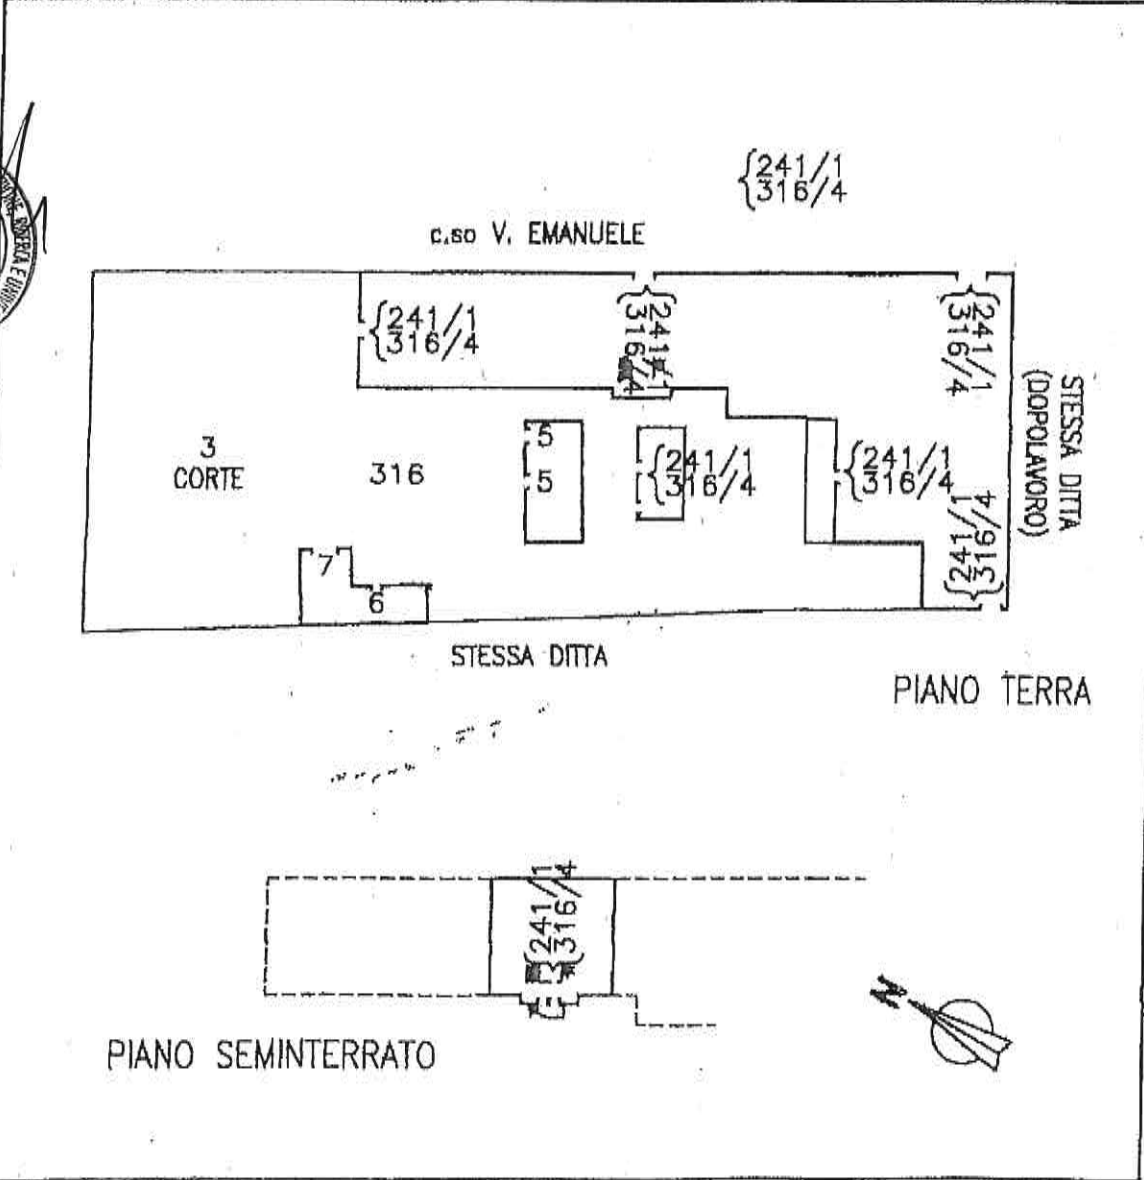 {241/1
316/4
c.so V. EMANUELE
{241/1
316/4
{241/1
316/4
{241/1
316/4
STESSA DITTA
(DOPOLAVORO)
3
CORTE
316
5
5
{241/1
316/4
{241/1
316/4
{241/1
316/4
7
6
STESSA DITTA
PIANO TERRA
{241/1
316/4
N
PIANO SEMINTERRATO